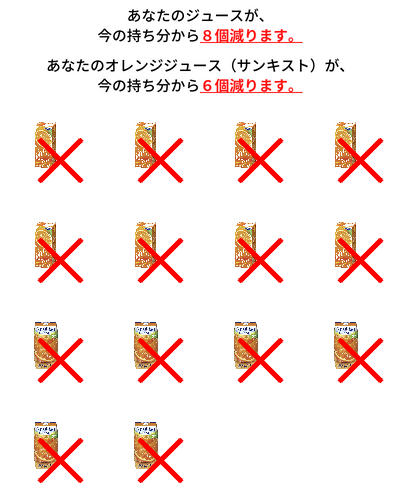 あなたのジュースが、
今の持ち分から８個減ります。
あなたのオレンジジュース（サンキスト）が、
今の持ち分から６個減ります。